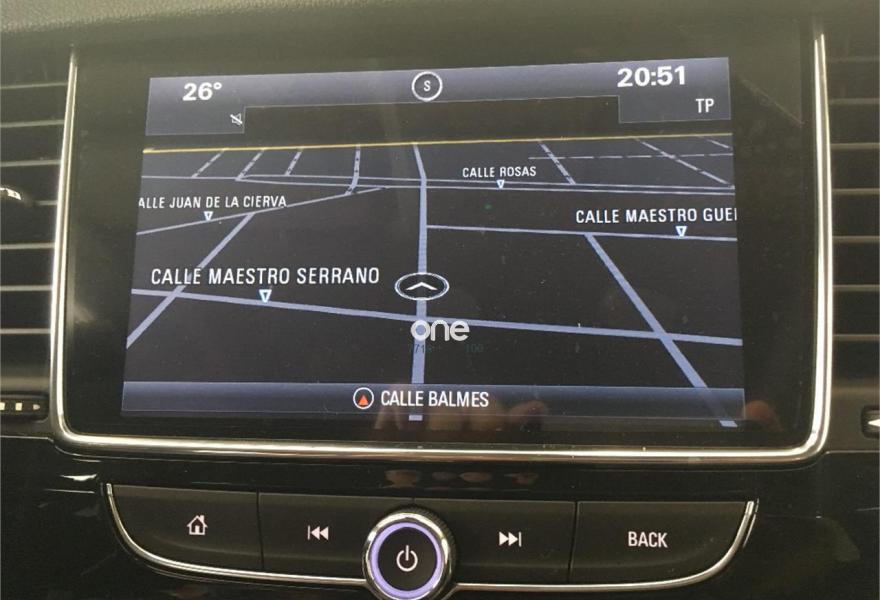 26°
S
20:51
TP
CALLE ROSAS
ALLE JUAN DE LA CIERVA
CALLE MAESTRO GUE
CALLE MAESTRO SERRANO
one
CALLE BALMES
BACK